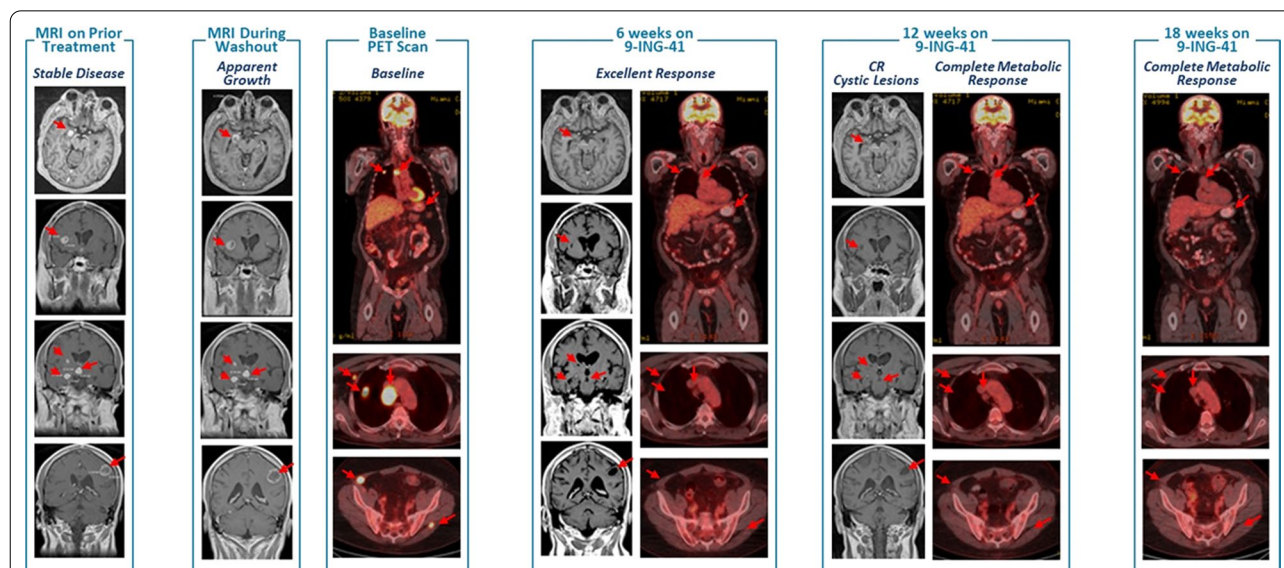 MRI on Prior
Treatment
Stable Disease
MRI During
Washout
Apparent
Growth
Baseline
PET Scan
Baseline
6 weeks on
9-ING-41
Excellent Response
12 weeks on
9-ING-41
CR
Cystic Lesions
Complete Metabolic
Response
18 weeks on
9-ING-41
Complete Metabolic
Response